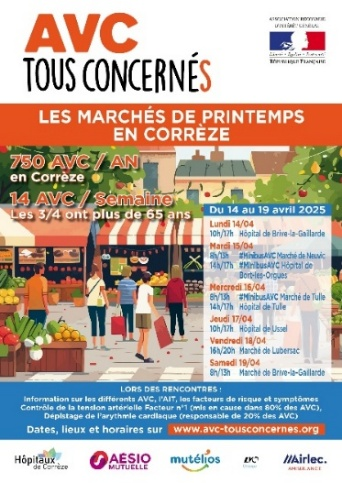 AVC
TOUS CONCERNÉS
RÉPUBLIQUE FRANÇAISE
LES MARCHÉS DE PRINTEMPS
EN CORRÈZE
750 AVC / AN
en Corrèze
14 AVC / Semaine
Les 3/4 ont plus de 65 ans
Du 14 au 19 avril 2025
Lundi 14/04
10h/17h Hôpital de Brive-la-Gaillarde
Mardi 15/04
8h/13h #MinibusAVC Marché de Neuvic
14h/17h #MinibusAVC Hôpital de
Bort-les-Orgues
Mercredi 16/04
8h/13h #MinibusAVC Marché de Tulle
14h/17h Hôpital de Tulle
Jeudi 17/04
10h/17h Hôpital de Ussel
Vendredi 18/04
16h/20h Marché de Lubersac
Samedi 19/04
8h/13h Marché de Brive-la-Gaillarde
LORS DES RENCONTRES :
Information sur les différents AVC, l'AIT, les facteurs de risque et symptômes
Contrôle de la tension artérielle Facteur n°1 (mis en cause dans 80% des AVC),
Dépistage de l'arythmie cardiaque (responsable de 20% des AVC)
Dates, lieux et horaires sur www.avc-tousconcernes.org
Hôpitaux
de Corrèze
AÉSIO
MUTUELLE
mutélios
Airlec
AMBULANCE